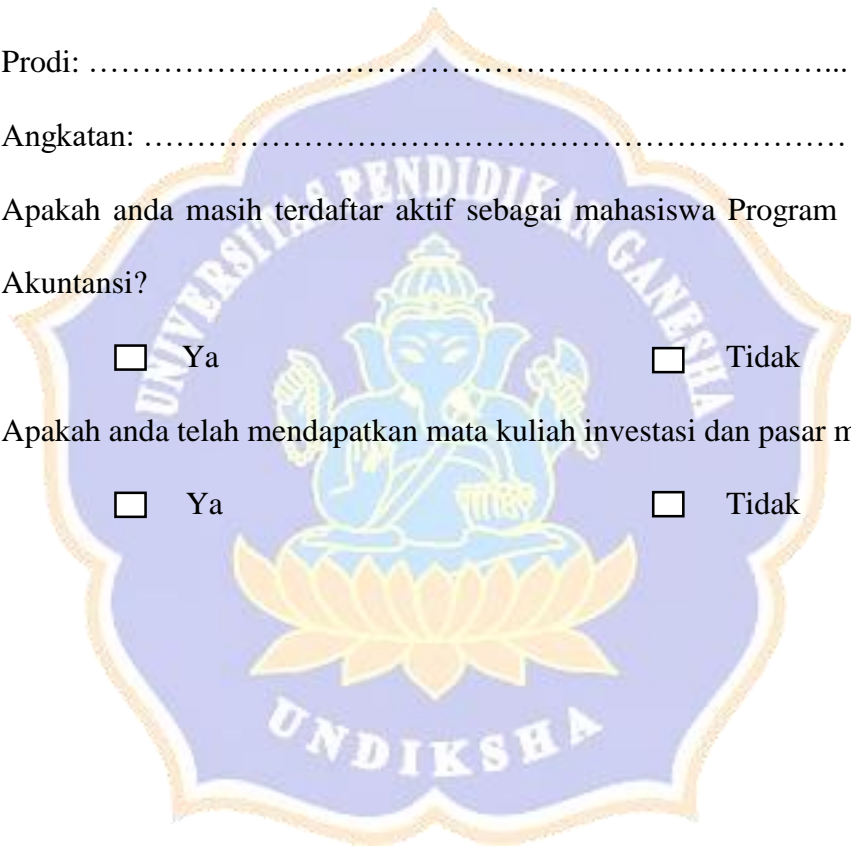 Prodi: ………………………………………………………………...
Angkatan: ……………………………………………………………
Apakah anda masih terdaftar aktif sebagai mahasiswa Program
Akuntansi?
Ya Tidak
Apakah anda telah mendapatkan mata kuliah investasi dan pasar
Ya Tidak
UNIVERSITAS PENDIDIKAN GANESHA
UNDIKSHA